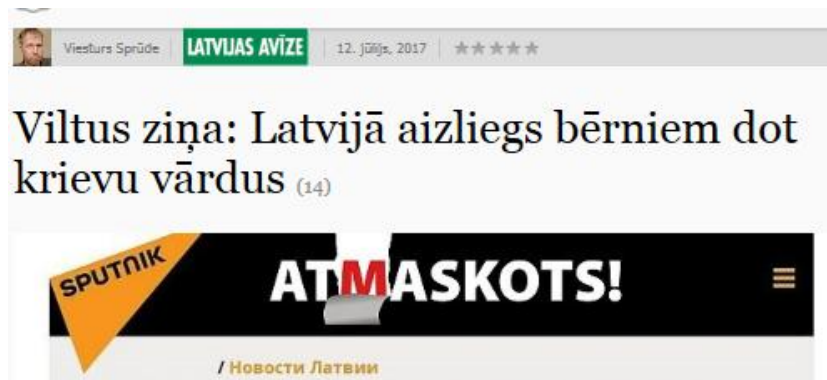 Viesturs Sprūde LATVIJAS AVĪZE 12. jūlijs, 2017
Viltus ziņa: Latvijā aizliegs bērniem dot
krievu vārdus (14)
SPUTNIK
ATMASKOTS!
/ Новости Латвии